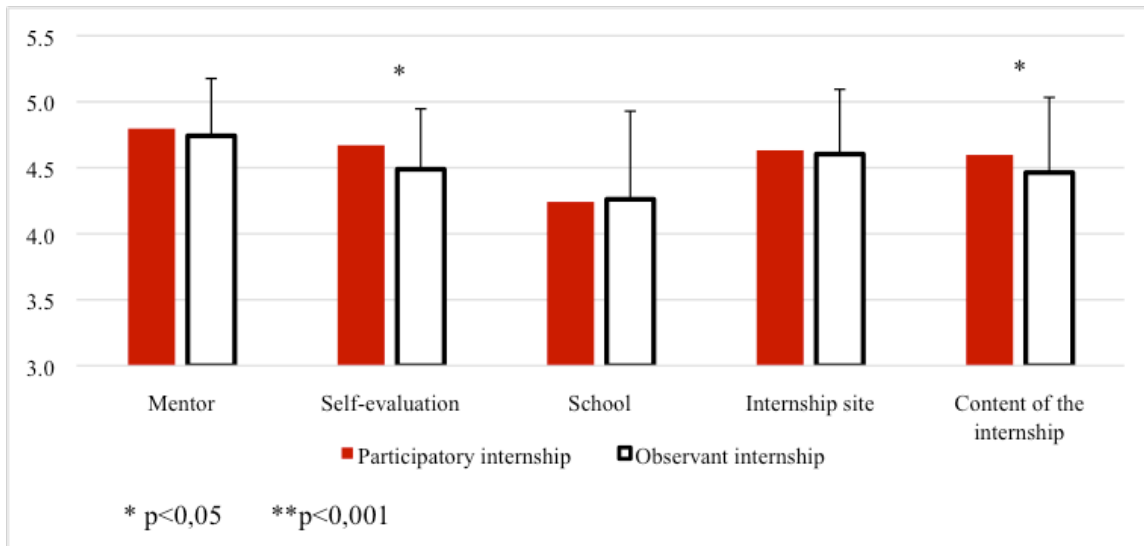 5.5
5.0
4.5
4.0
3.5
3.0
*
*
Mentor Self-evaluation School Internship site Content of the
internship
Participatory internship Observant internship
* p<0,05 **p<0,001